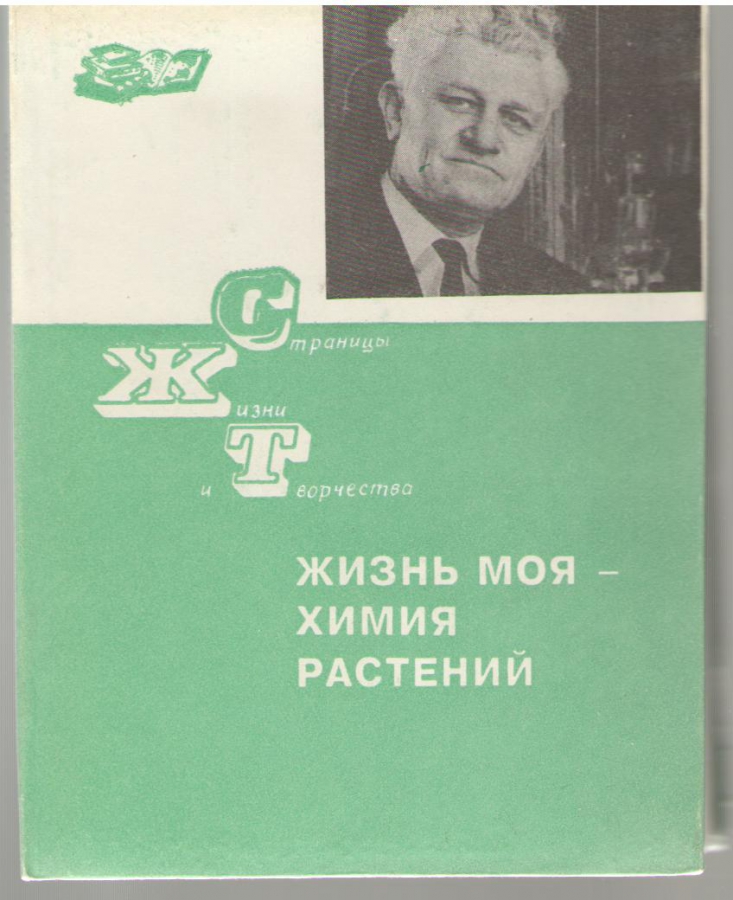 Страницы
Жизни
и Творчества
ЖИЗНЬ МОЯ –
ХИМИЯ
РАСТЕНИЙ